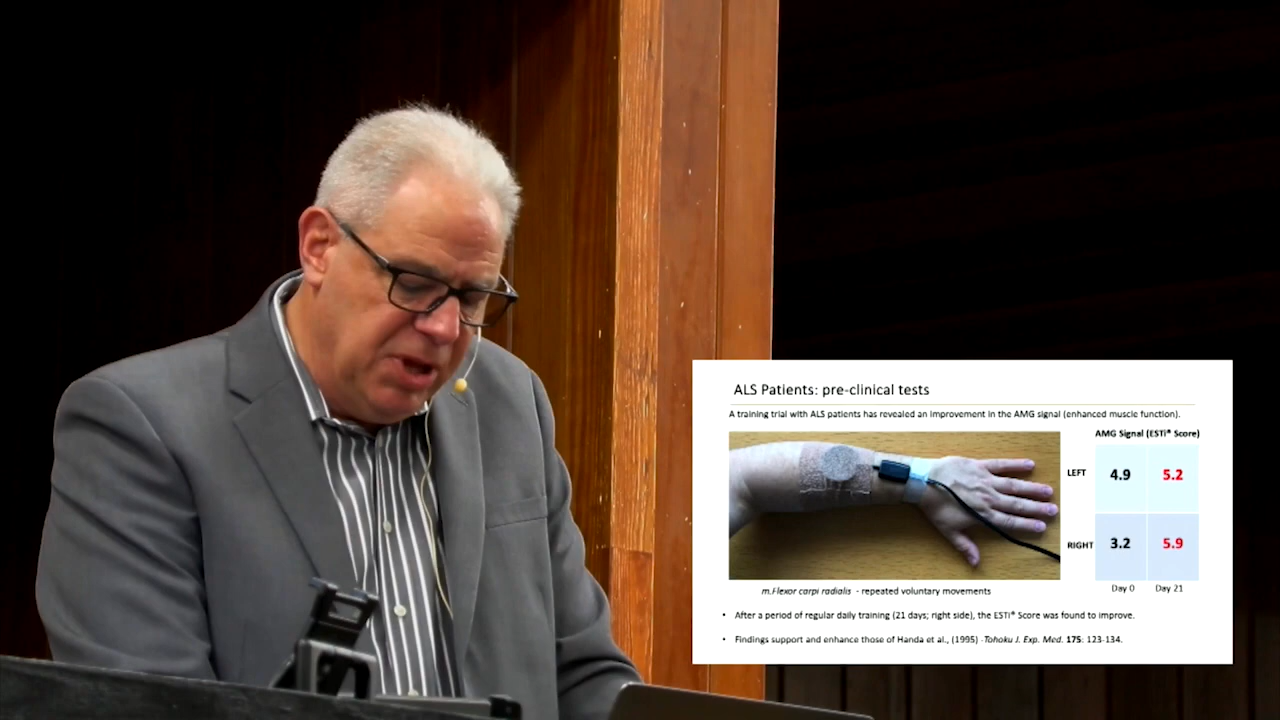 ALS Patients: pre-clinical tests
A training trial with ALS patients has revealed an improvement in the AMG signal (enhanced muscle function).
AMG Signal (ESTi® Score)
LEFT 4.9 5.2
RIGHT 3.2 5.9
Day 0 Day 21
m.Flexor carpi radialis - repeated voluntary movements
• After a period of regular daily training (21 days; right side), the ESTi® Score was found to improve.
• Findings support and enhance those of Handa et al., (1995) -Tohoku J. Exp. Med. 175: 123-134.